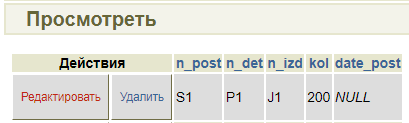 Просмотреть
Действия n_post n_det n_izd kol date_post
Редактировать Удалить S1 P1 J1 200 NULL